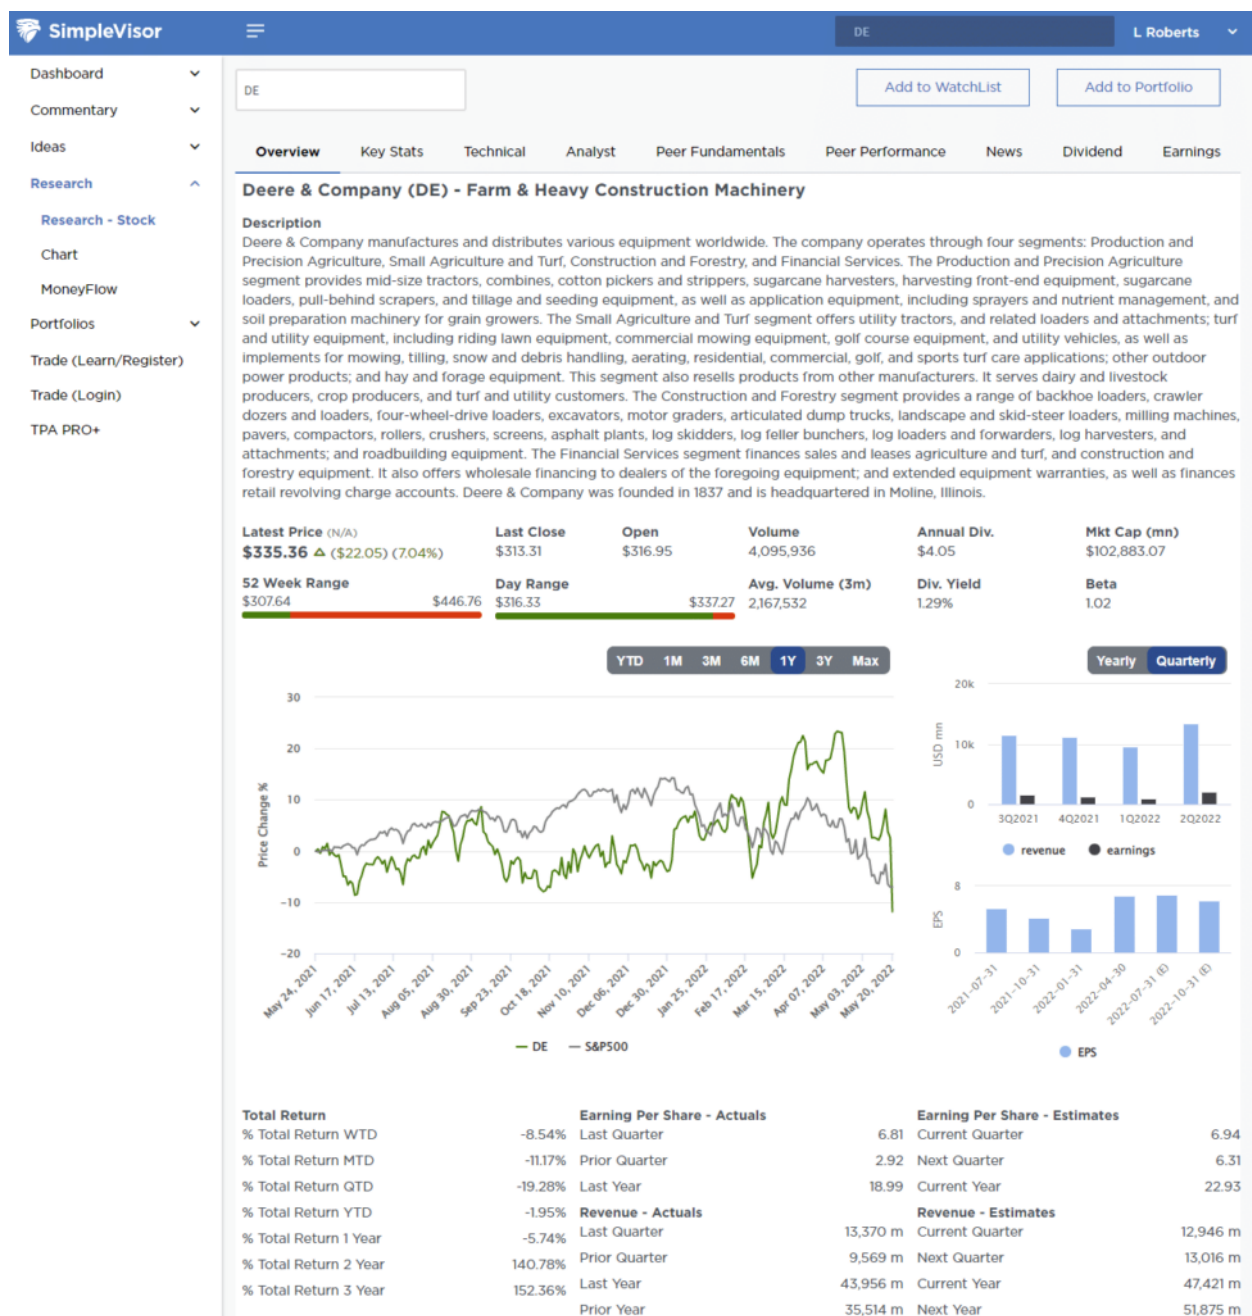 SimpleVisor
DE
L Roberts
Dashboard
Commentary
Ideas
Research
Research - Stock
Chart
MoneyFlow
Portfolios
Trade (Learn/Register)
Trade (Login)
TPA PRO+
DE
Add to WatchList
Add to Portfolio
Overview Key Stats Technical Analyst Peer Fundamentals Peer Performance News Dividend Earnings
Deere & Company (DE) - Farm & Heavy Construction Machinery
Description
Deere & Company manufactures and distributes various equipment worldwide. The company operates through four segments: Production and
Precision Agriculture, Small Agriculture and Turf, Construction and Forestry, and Financial Services. The Production and Precision Agriculture
segment provides mid-size tractors, combines, cotton pickers and strippers, sugarcane harvesters, harvesting front-end equipment, sugarcane
loaders, pull-behind scrapers, and tillage and seeding equipment, as well as application equipment, including sprayers and nutrient management, and
soil preparation machinery for grain growers. The Small Agriculture and Turf segment offers utility tractors, and related loaders and attachments; turf
and utility equipment, including riding lawn equipment, commercial mowing equipment, golf course equipment, and utility vehicles, as well as
implements for mowing, tilling, snow and debris handling, aerating, residential, commercial, golf, and sports turf care applications; other outdoor
power products; and hay and forage equipment. This segment also resells products from other manufacturers. It serves dairy and livestock
producers, crop producers, and turf and utility customers. The Construction and Forestry segment provides a range of backhoe loaders, crawler
dozers and loaders, four-wheel-drive loaders, excavators, motor graders, articulated dump trucks, landscape and skid-steer loaders, milling machines,
pavers, compactors, rollers, crushers, screens, asphalt plants, log skidders, log feller bunchers, log loaders and forwarders, log harvesters, and
attachments; and roadbuilding equipment. The Financial Services segment finances sales and leases agriculture and turf, and construction and
forestry equipment. It also offers wholesale financing to dealers of the foregoing equipment; and extended equipment warranties, as well as finances
retail revolving charge accounts. Deere & Company was founded in 1837 and is headquartered in Moline, Illinois.
Latest Price (N/A) Last Close Open Volume Annual Div. Mkt Cap (mn)
$335.36 ($22.05) (7.04%) $313.31 $316.95 4,095,936 $4.05 $102,883.07
52 Week Range Day Range Avg. Volume (3m) Div. Yield Beta
$307.64 $446.76 $316.33 $337.27 2,167,532 1.29% 1.02
YTD 1M 3M 6M 1Y 3Y Max
Price Change %
30
20
10
0
-10
-20
May 24, 2021 Jun 17, 2021 Jul 13, 2021 Aug 05, 2021 Aug 30, 2021 Sep 23, 2021 Oct 18, 2021 Nov 10, 2021 Dec 06, 2021 Dec 30, 2021 Jan 25, 2022 Feb 17, 2022 Mar 15, 2022 Apr 07, 2022 May 03, 2022 May 20, 2022
DE S&P500
Yearly Quarterly
USD mn
20k
10k
0
3Q2021 4Q2021 1Q2022 2Q2022
revenue earnings
EPS
8
0
2021-07-31 2021-10-31 2022-01-31 2022-04-30 2022-07-31 (E) 2022-10-31 (E)
EPS
Total Return
% Total Return WTD -8.54%
% Total Return MTD -11.17%
% Total Return QTD -19.28%
% Total Return YTD -1.95%
% Total Return 1 Year -5.74%
% Total Return 2 Year 140.78%
% Total Return 3 Year 152.36%
Earning Per Share - Actuals
Last Quarter 6.81
Prior Quarter 2.92
Last Year 18.99
Revenue - Actuals
Last Quarter 13,370 m
Prior Quarter 9,569 m
Last Year 43,956 m
Prior Year 35,514 m
Earning Per Share - Estimates
Current Quarter 6.94
Next Quarter 6.31
Current Year 22.93
Revenue - Estimates
Current Quarter 12,946 m
Next Quarter 13,016 m
Current Year 47,421 m
Next Year 51,875 m